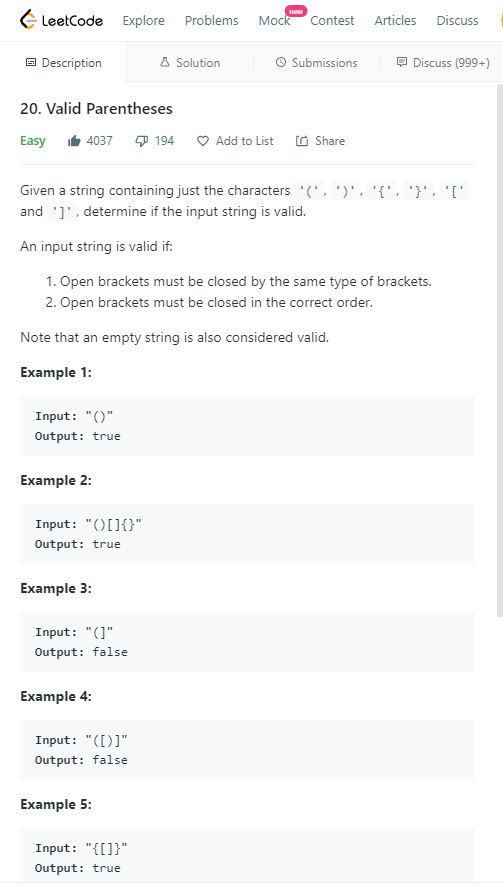 LeetCode Explore Problems Mock new Contest Articles Discuss
Description Solution Submissions Discuss (999+)
20. Valid Parentheses
Easy 4037 194 Add to List Share
Given a string containing just the characters '(', ')', '{', '}', '['
and ']', determine if the input string is valid.
An input string is valid if:
1. Open brackets must be closed by the same type of brackets.
2. Open brackets must be closed in the correct order.
Note that an empty string is also considered valid.
Example 1:
Input: "()"
Output: true
Example 2:
Input: "()[]{}"
Output: true
Example 3:
Input: "(]"
Output: false
Example 4:
Input: "([)]"
Output: false
Example 5:
Input: "{[]}"
Output: true